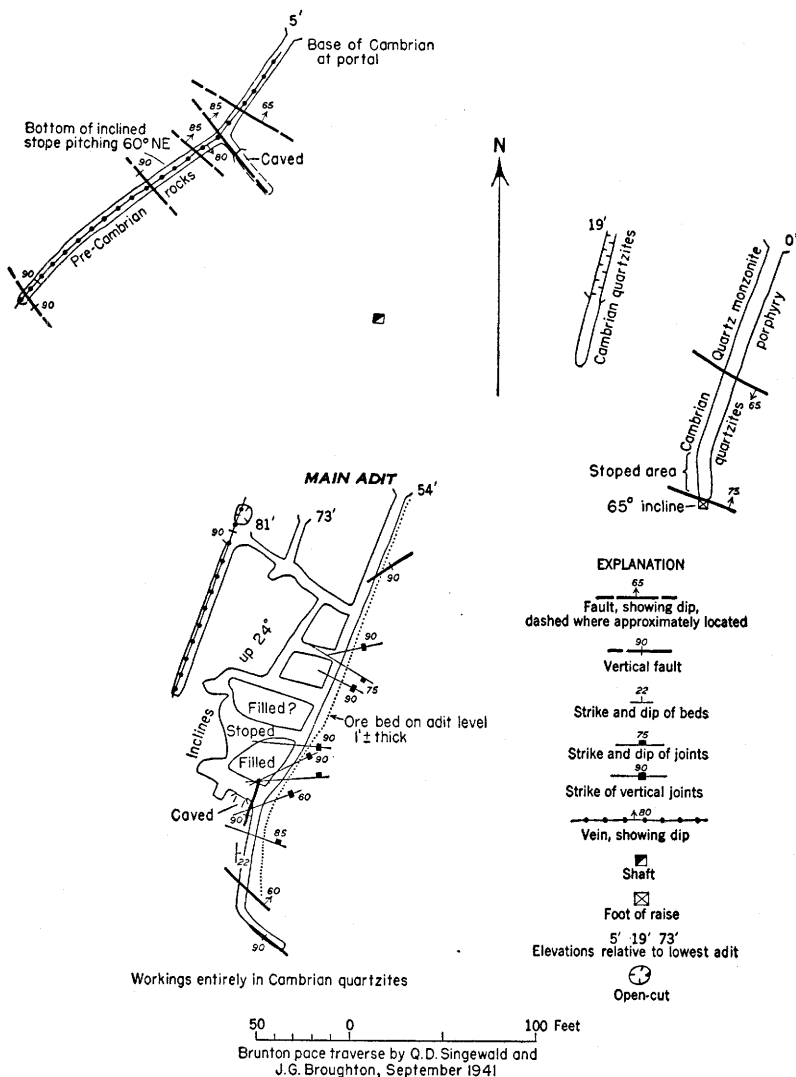 5'
Base of Cambrian
at portal
85
85
65
Bottom of inclined
stope pitching 60° NE
90
80
Caved
Pre-Cambrian rocks
90
90
N
19'
Cambrian quartzites
0'
Quartz monzonite
porphyry
65
Cambrian
quartzites
Stoped area
65° incline
75
MAIN ADIT
54'
73'
81'
90
90
up 24°
90
75
90
Filled?
Ore bed on adit level
1'± thick
Inclines
Stoped
90
90
Filled
60
Caved
90
85
22
60
90
Workings entirely in Cambrian quartzites
EXPLANATION
65
Fault, showing dip,
dashed where approximately located
90
Vertical fault
22
Strike and dip of beds
75
Strike and dip of joints
90
Strike of vertical joints
80
Vein, showing dip
Shaft
Foot of raise
5' 19' 73'
Elevations relative to lowest adit
Open-cut
50 0 100 Feet
Brunton pace traverse by Q.D. Singewald and
J.G. Broughton, September 1941